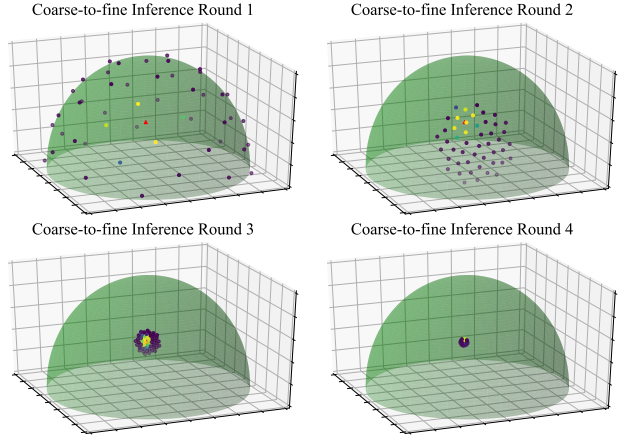 Coarse-to-fine Inference Round 1
Coarse-to-fine Inference Round 2
Coarse-to-fine Inference Round 3
Coarse-to-fine Inference Round 4